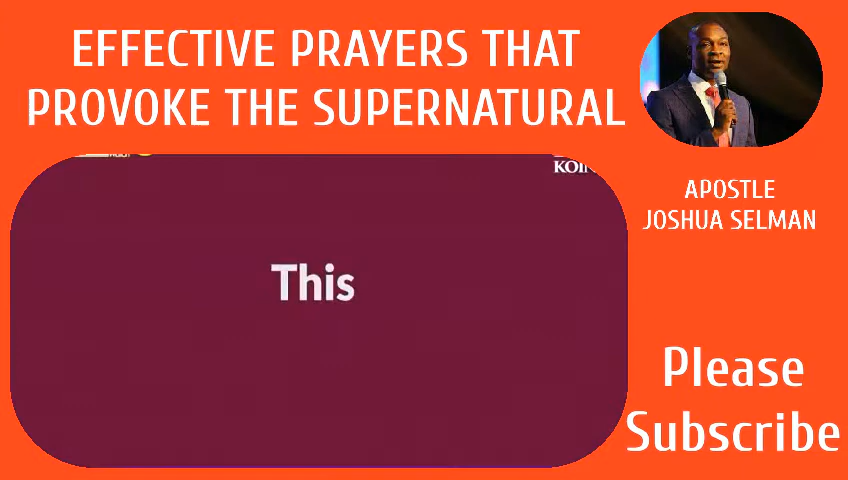 EFFECTIVE PRAYERS THAT
PROVOKE THE SUPERNATURAL
APOSTLE
JOSHUA SELMAN
This
Please
Subscribe